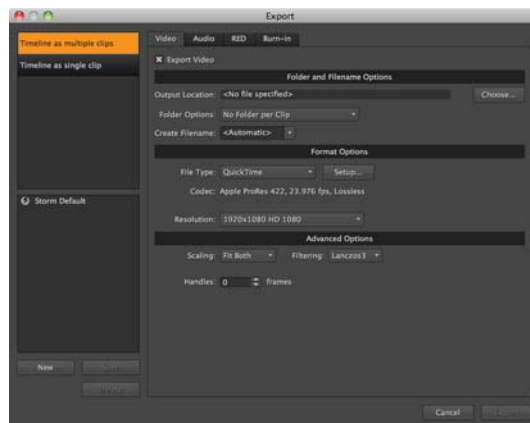 Export
Timeline as multiple clips
Timeline as single clip
Storm Default
New
Video Audio RED Burn-in
Export Video
Folder and Filename Options
Output Location: <No file specified> Choose...
Folder Options: No Folder per Clip
Create Filename: <Automatic>
Format Options
File Type: QuickTime Setup...
Codec: Apple ProRes 422, 23.976 fps, Lossless
Resolution: 1920x1080 HD 1080
Advanced Options
Scaling: Fit Both Filtering: Lanczos3
Handles: 0 frames
Cancel Export